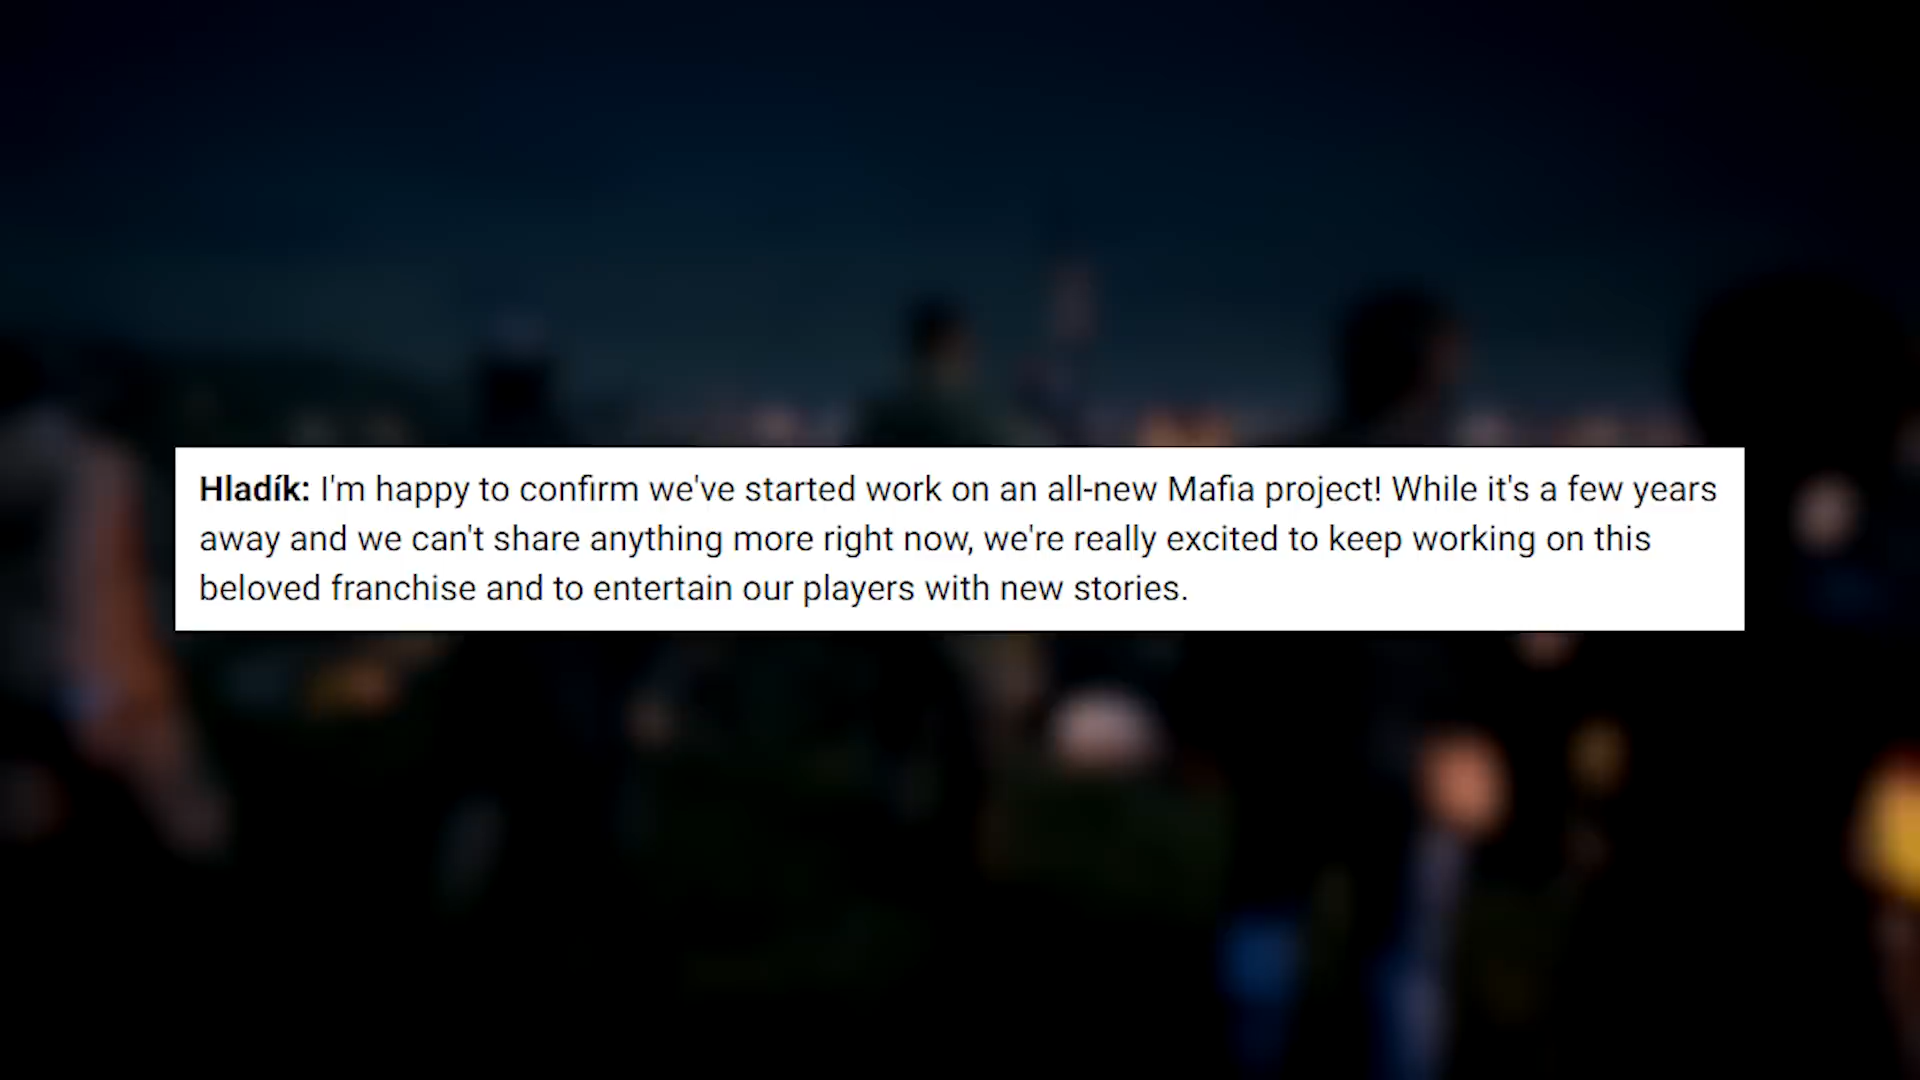 Hladík: I'm happy to confirm we've started work on an all-new Mafia project! While it's a few years
away and we can't share anything more right now, we're really excited to keep working on this
beloved franchise and to entertain our players with new stories.